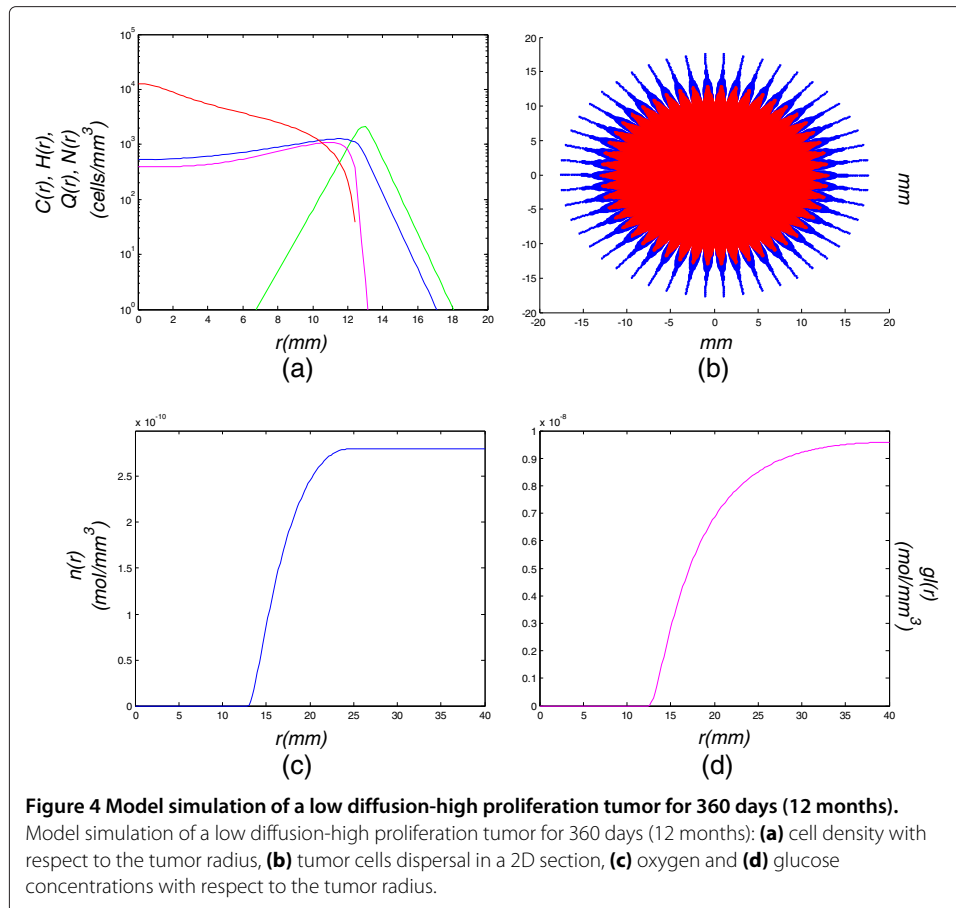 10^5
10^4
10^3
10^2
10^1
10^0
C(r), H(r),
Q(r), N(r)
(cells/mm^3)
0 2 4 6 8 10 12 14 16 18 20
r(mm)
(a)
20
15
10
5
0
-5
-10
-15
-20
-20 -15 -10 -5 0 5 10 15 20
mm
mm
(b)
x 10^-10
2.5
2
1.5
1
0.5
0
n(r)
(mol/mm^3)
0 5 10 15 20 25 30 35 40
r(mm)
(c)
x 10^-8
1
0.9
0.8
0.7
0.6
0.5
0.4
0.3
0.2
0.1
0
gl(r)
(mol/mm^3)
0 5 10 15 20 25 30 35 40
r(mm)
(d)
Figure 4 Model simulation of a low diffusion-high proliferation tumor for 360 days (12 months).
Model simulation of a low diffusion-high proliferation tumor for 360 days (12 months): (a) cell density with
respect to the tumor radius, (b) tumor cells dispersal in a 2D section, (c) oxygen and (d) glucose
concentrations with respect to the tumor radius.